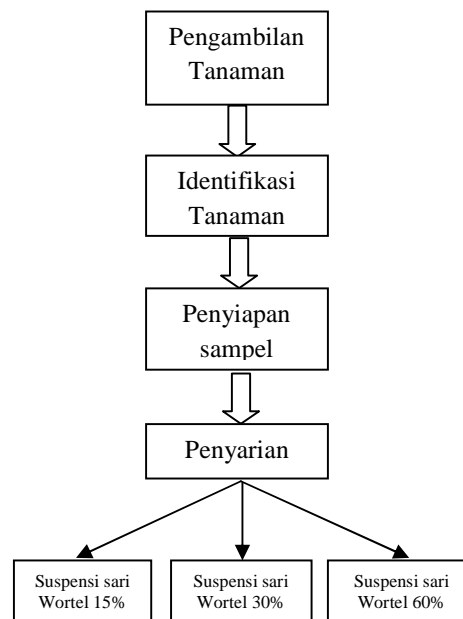 Pengambilan
Tanaman
Identifikasi
Tanaman
Penyiapan
sampel
Penyarian
Suspensi sari
Wortel 15%
Suspensi sari
Wortel 30%
Suspensi sari
Wortel 60%